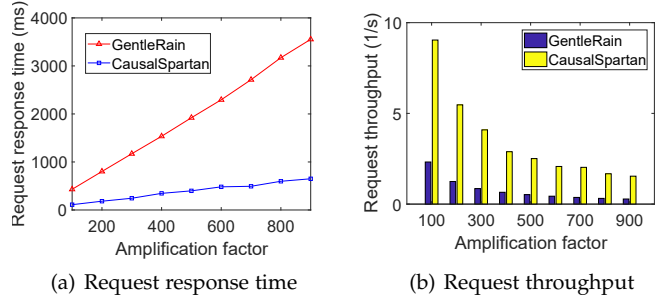 Request response time (ms)
4000
3000
2000
1000
0
GentleRain
CausalSpartan
200 400 600 800
Amplification factor
(a) Request response time
Request throughput (1/s)
10
5
0
GentleRain
CausalSpartan
100 300 500 700 900
Amplification factor
(b) Request throughput